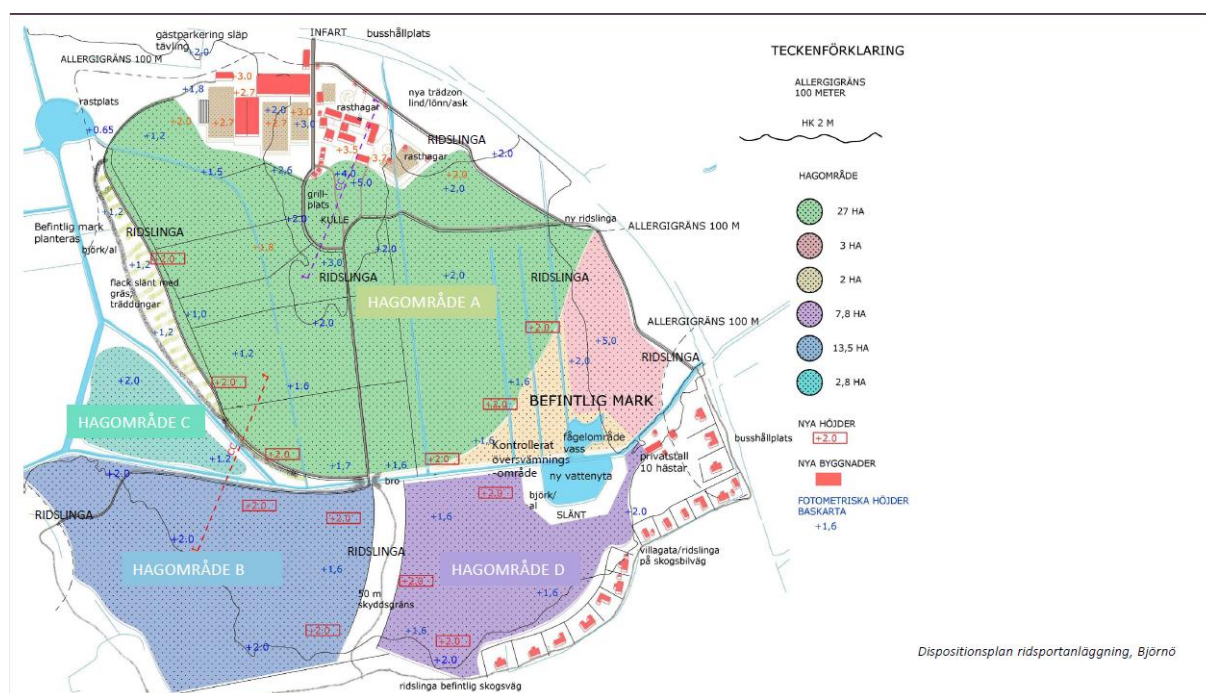 gästparkering släp
tävling
+2.0
INFART
busshållplats
ALLERGIGRÄNS 100 M
+3.0
+1,8
+2.7
rastplats
+2.0
+2.7
+2,0
+2.7
+3.0
+3,0
rasthagar
nya trädzon
lind/lönn/ask
+0.65
+1,2
RIDSLINGA
+3.5
+3.7
rasthagar
+2,0
+1.5
+2,6
+4,0
+5.0
+2.0
+2.0
grill-
plats
KULLE
+1,2
+2.0
ny ridslinga
ALLERGIGRÄNS 100 M
Befintlig mark
planteras
RIDSLINGA
björk/al
+1.8
+2.0
+2,0
+1,2
+3,0
+2,0
RIDSLINGA
RIDSLINGA
flack slänt med
gräs,
träddungar
HAGOMRÅDE A
+1,0
+2.0
+2.0
+5,0
ALLERGIGRÄNS 100 M
+1,2
+1,2
+2,0
RIDSLINGA
+2,0
+2.0
+1.6
+1,6
BEFINTLIG MARK
HAGOMRÅDE C
+2.0
fågelområde
vass
busshållplats
+1,2
+2.0
+1,7
+1,6
+2.0
+1,6
Kontrollerat
översvämnings
-område
privatstall
10 hästar
+2,0
bro
ny vattenyta
+2.0
+2.0
+2.0
björk/
al
SLÄNT
RIDSLINGA
+2.0
RIDSLINGA
+1,6
+2,0
HAGOMRÅDE B
+1,6
HAGOMRÅDE D
villagata/ridslinga
på skogsbilväg
50 m
skyddsgräns
+2.0
+1,6
+2.0
+1,6
+2.0
+2.0
+2.0
ridslinga befintlig skogsväg
TECKENFÖRKLARING
ALLERGIGRÄNS
100 METER
HK 2 M
HAGOMRÅDE
27 HA
3 HA
2 HA
7,8 HA
13,5 HA
2,8 HA
NYA HÖJDER
+2.0
NYA BYGGNADER
FOTOMETRISKA HÖJDER
BASKARTA
+1,6
Dispositionsplan ridsportanläggning, Björnö